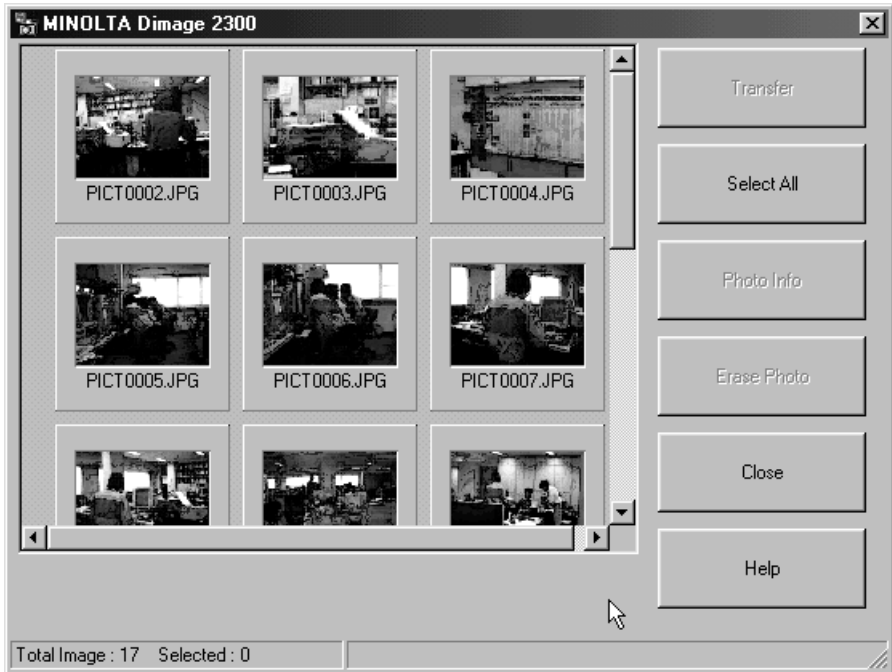 MINOLTA Dimage 2300
PICT0002.JPG PICT0003.JPG PICT0004.JPG
PICT0005.JPG PICT0006.JPG PICT0007.JPG
Transfer
Select All
Photo Info
Erase Photo
Close
Help
Total Image : 17 Selected : 0